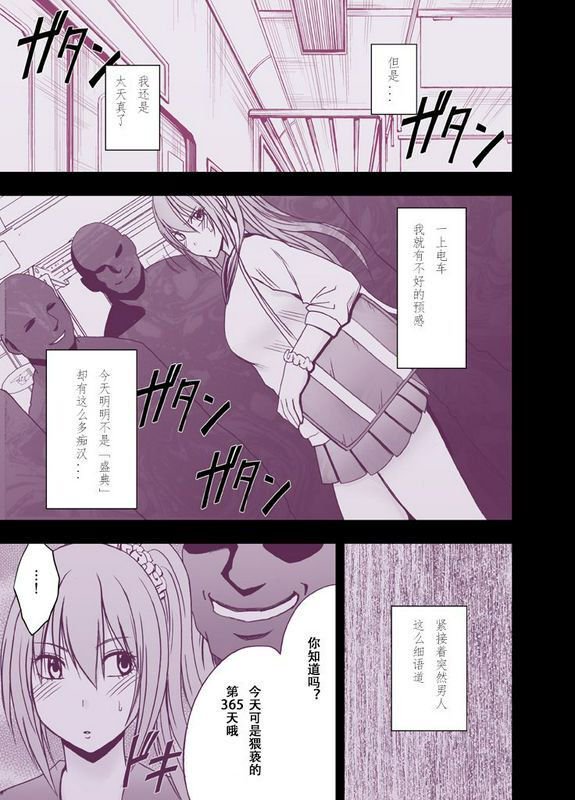 但是...
ガタン
ガタン
我还是
太天真了
一上电车
我就有不好的预感
ガタン
ガタン
今天明明不是「盛典」
却有这么多痴汉...
紧接着突然男人
这么细语道
你知道吗？
今天可是猥亵的
第365天哦
...！
ドキ